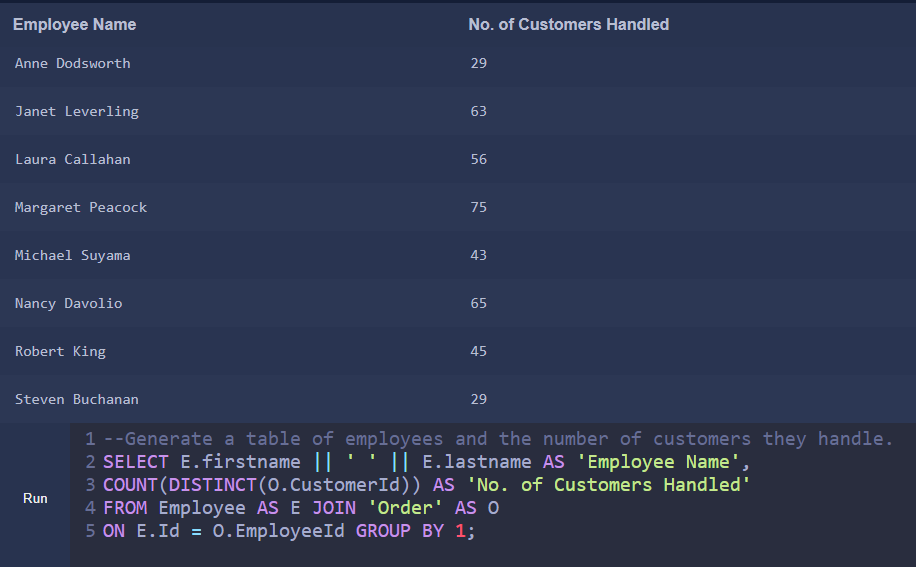 Employee Name No. of Customers Handled
Anne Dodsworth 29
Janet Leverling 63
Laura Callahan 56
Margaret Peacock 75
Michael Suyama 43
Nancy Davolio 65
Robert King 45
Steven Buchanan 29
1 --Generate a table of employees and the number of customers they handle.
2 SELECT E.firstname || ' ' || E.lastname AS 'Employee Name',
3 COUNT(DISTINCT(O.CustomerId)) AS 'No. of Customers Handled'
Run
4 FROM Employee AS E JOIN 'Order' AS O
5 ON E.Id = O.EmployeeId GROUP BY 1;